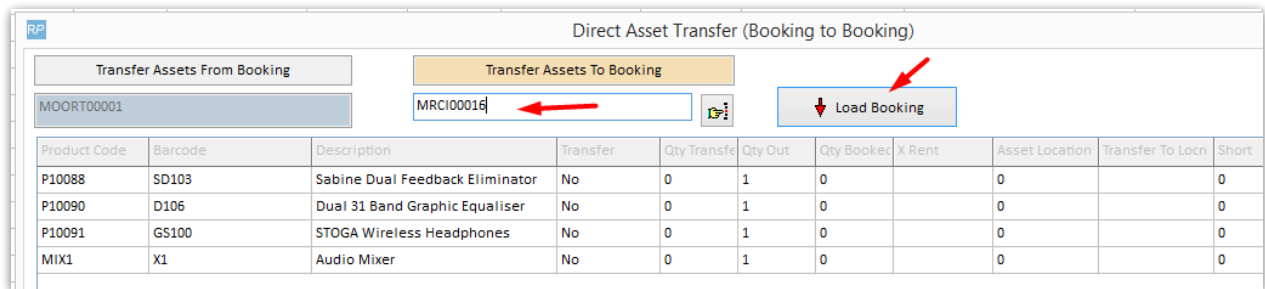 RP Direct Asset Transfer (Booking to Booking)
Transfer Assets From Booking Transfer Assets To Booking
MOORT00001 MRCI00016 Load Booking
Product Code Barcode Description Transfer Qty Transfe Qty Out Qty Booked X Rent Asset Location Transfer To Locn Short
P10088 SD103 Sabine Dual Feedback Eliminator No 0 1 0 0 0
P10090 D106 Dual 31 Band Graphic Equaliser No 0 1 0 0 0
P10091 GS100 STOGA Wireless Headphones No 0 1 0 0 0
MIX1 X1 Audio Mixer No 0 1 0 0 0